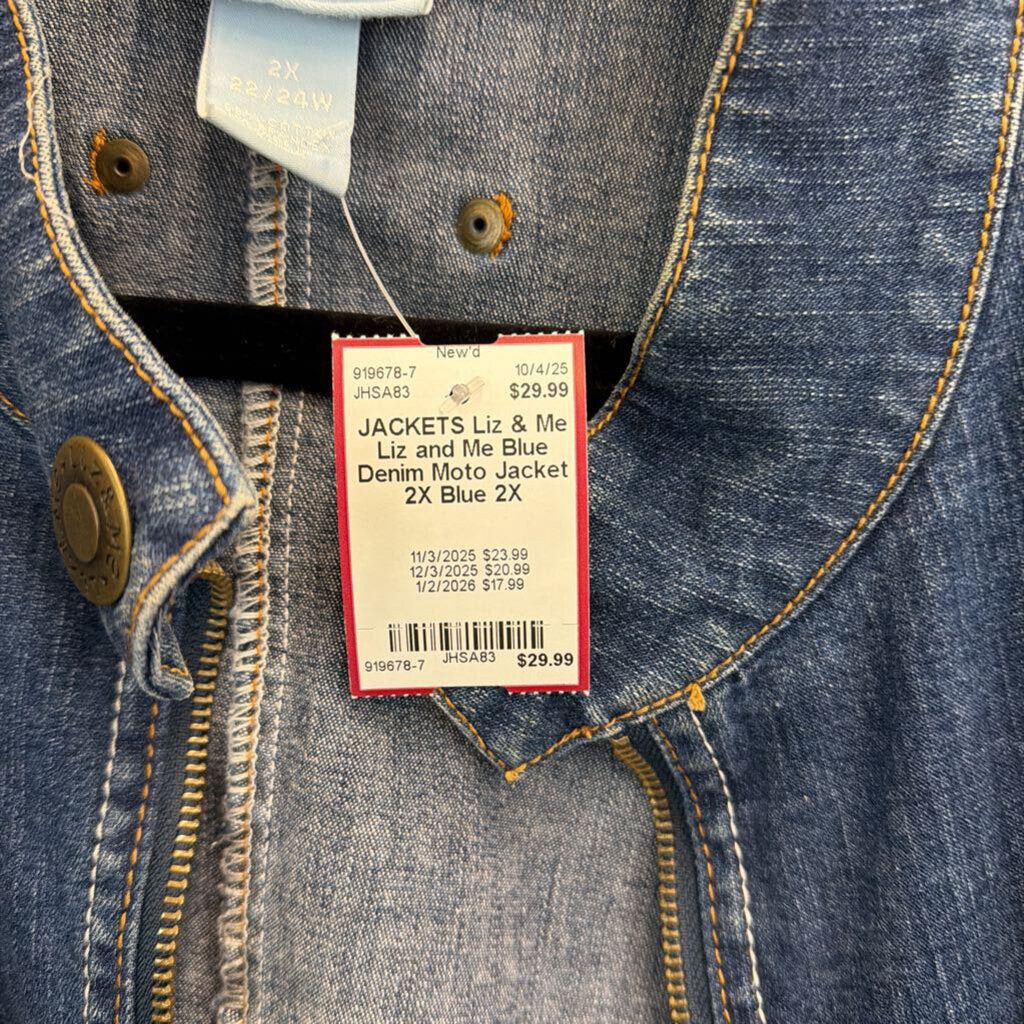 2X
22/24W
New'd
919678-7 10/4/25
JHSA83 $29.99
JACKETS Liz & Me
Liz and Me Blue
Denim Moto Jacket
2X Blue 2X
11/3/2025 $23.99
12/3/2025 $20.99
1/2/2026 $17.99
919678-7 JHSA83 $29.99
LIZ & ME